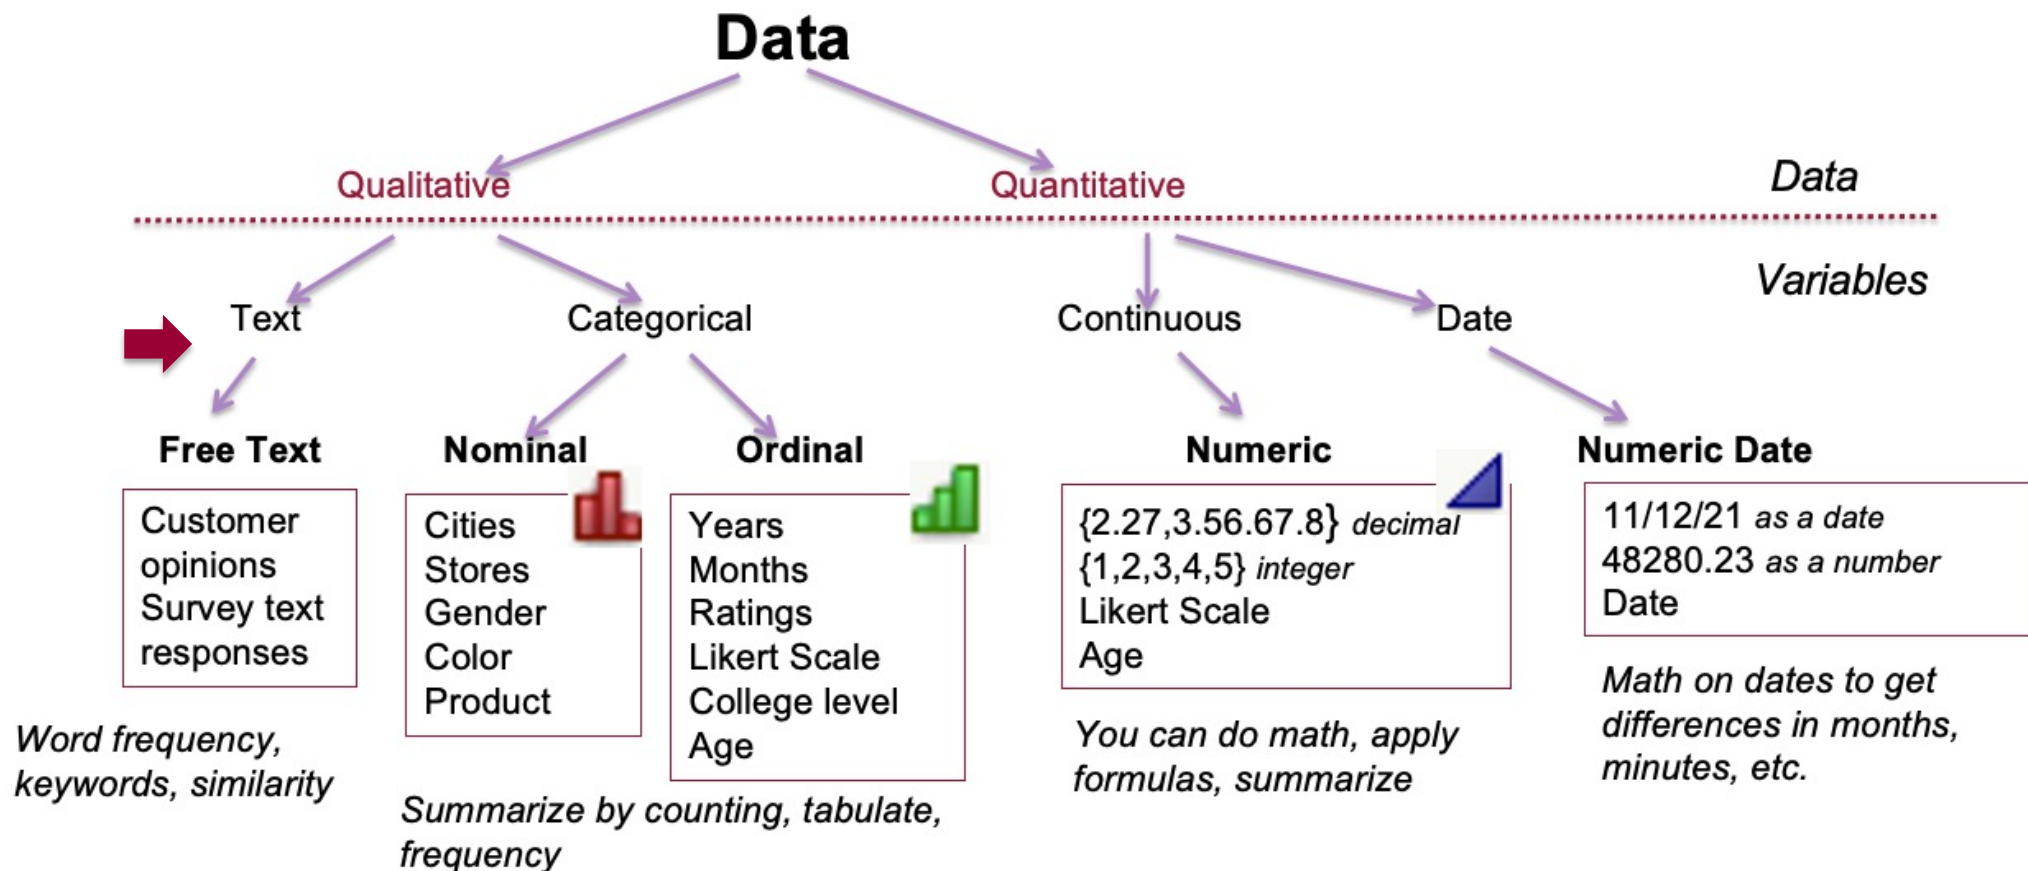 Data
Qualitative
Quantitative
Data
Variables
Text
Categorical
Continuous
Date
Free Text
Customer
opinions
Survey text
responses
Word frequency,
keywords, similarity
Nominal
Cities
Stores
Gender
Color
Product
Ordinal
Years
Months
Ratings
Likert Scale
College level
Age
Summarize by counting, tabulate,
frequency
Numeric
{2.27,3.56.67.8} decimal
{1,2,3,4,5} integer
Likert Scale
Age
You can do math, apply
formulas, summarize
Numeric Date
11/12/21 as a date
48280.23 as a number
Date
Math on dates to get
differences in months,
minutes, etc.